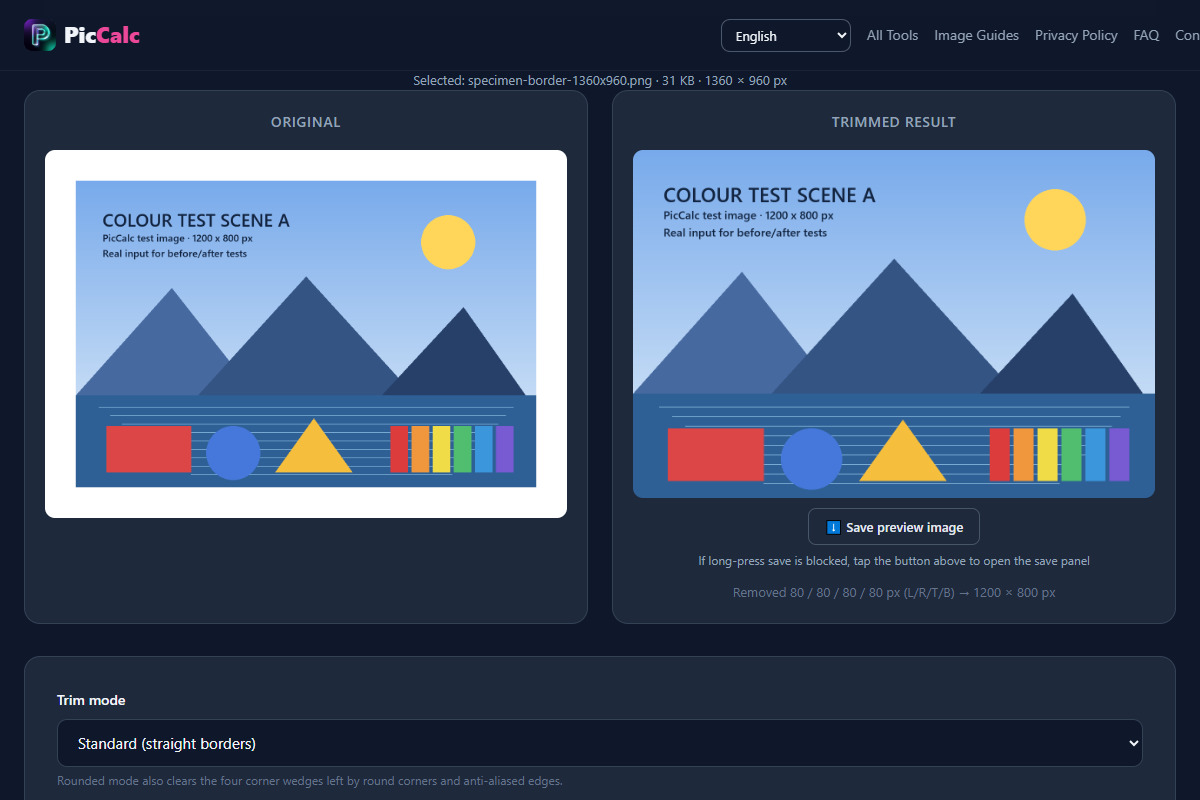 PicCalc
English
All Tools
Image Guides
Privacy Policy
FAQ
Con
Selected: specimen-border-1360x960.png · 31 KB · 1360 × 960 px
ORIGINAL
COLOUR TEST SCENE A
PicCalc test image · 1200 x 800 px
Real input for before/after tests
TRIMMED RESULT
COLOUR TEST SCENE A
PicCalc test image · 1200 x 800 px
Real input for before/after tests
Save preview image
If long-press save is blocked, tap the button above to open the save panel
Removed 80 / 80 / 80 / 80 px (L/R/T/B) → 1200 × 800 px
Trim mode
Standard (straight borders)
Rounded mode also clears the four corner wedges left by round corners and anti-aliased edges.